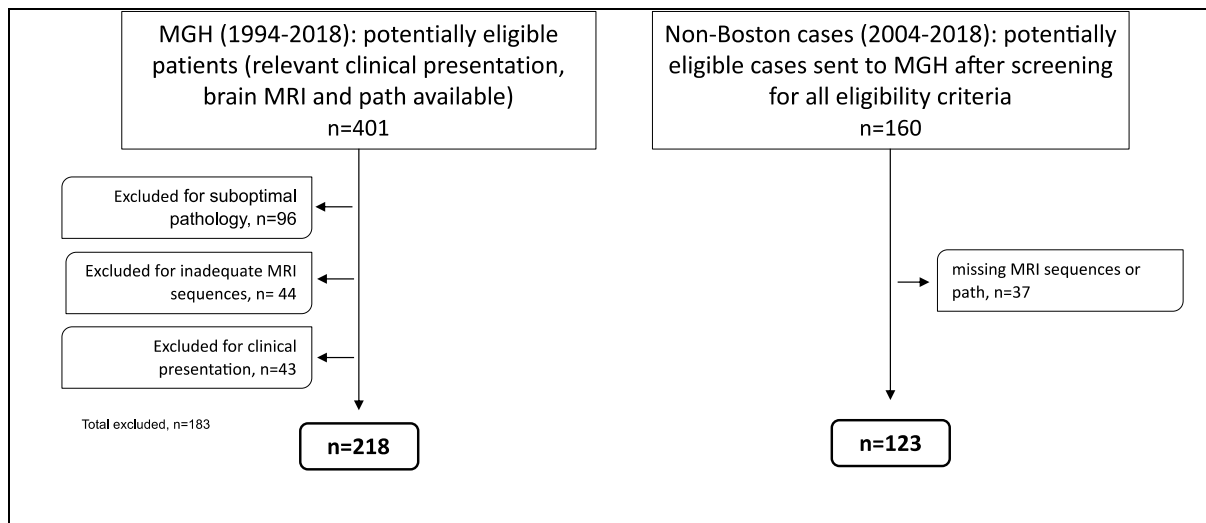 MGH (1994-2018): potentially eligible
patients (relevant clinical presentation,
brain MRI and path available)
n=401
Excluded for suboptimal
pathology, n=96
Excluded for inadequate MRI
sequences, n= 44
Excluded for clinical
presentation, n=43
Total excluded, n=183
n=218
Non-Boston cases (2004-2018): potentially
eligible cases sent to MGH after screening
for all eligibility criteria
n=160
missing MRI sequences or
path, n=37
n=123